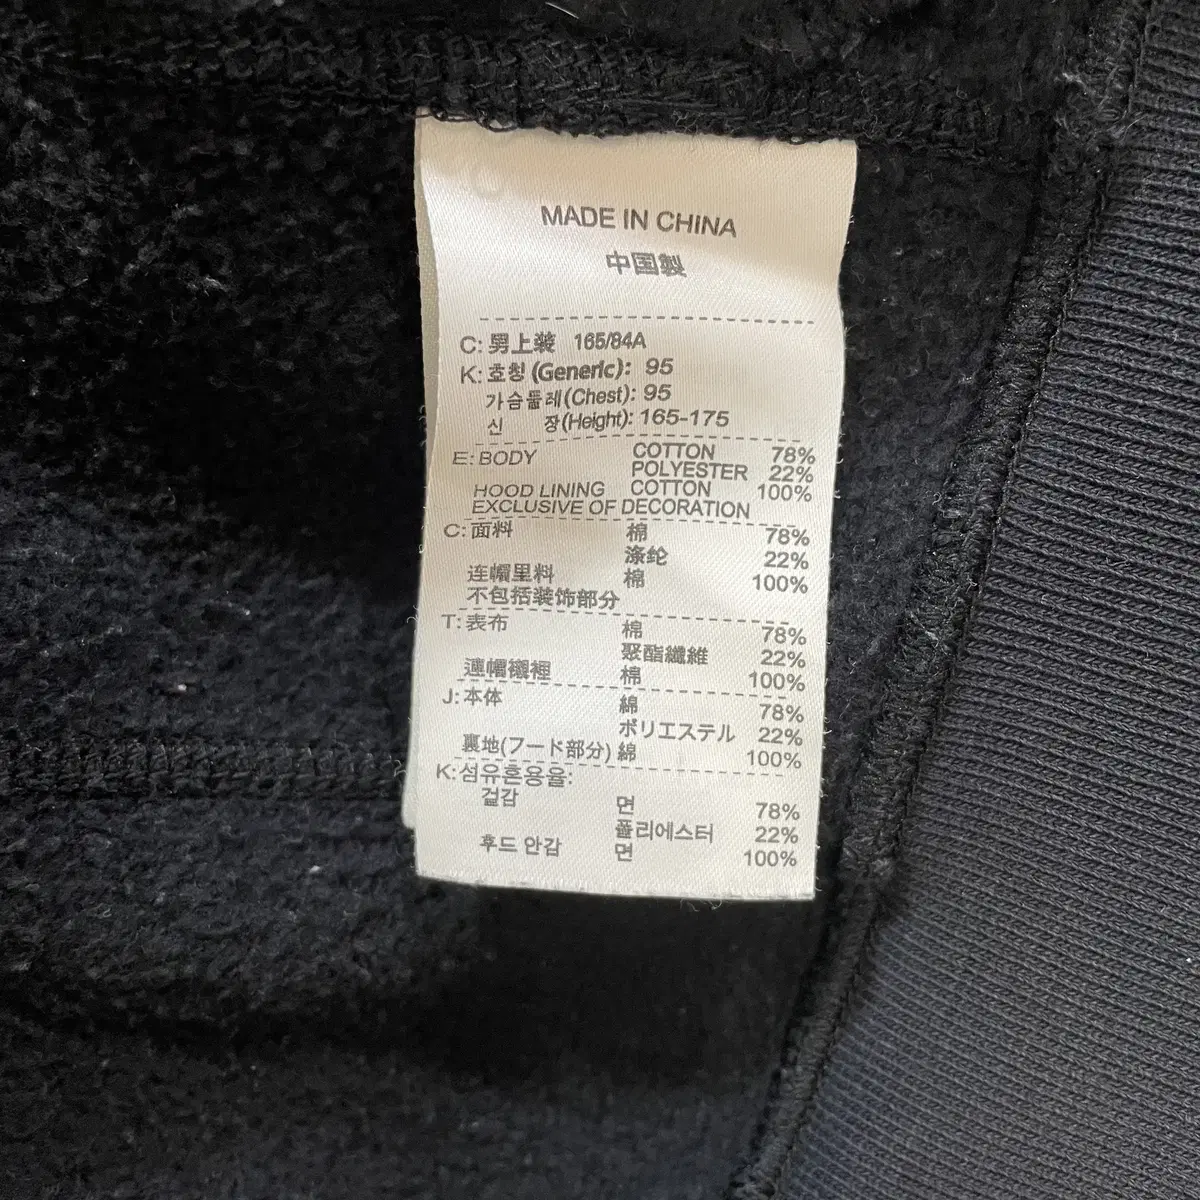 MADE IN CHINA
中国製
C: 男上装 165/84A
K: 호칭 (Generic): 95
가슴둘레(Chest): 95
신 장(Height): 165-175
E: BODY COTTON 78%
POLYESTER 22%
HOOD LINING COTTON 100%
EXCLUSIVE OF DECORATION
C: 面料 棉 78%
涤纶 22%
连帽里料 棉 100%
不包括装饰部分
T: 表布 棉 78%
聚酯纖維 22%
連帽襯裡 棉 100%
J: 本体 綿 78%
ポリエステル 22%
裏地(フード部分) 綿 100%
K: 섬유혼용율:
겉감 면 78%
폴리에스터 22%
후드 안감 면 100%